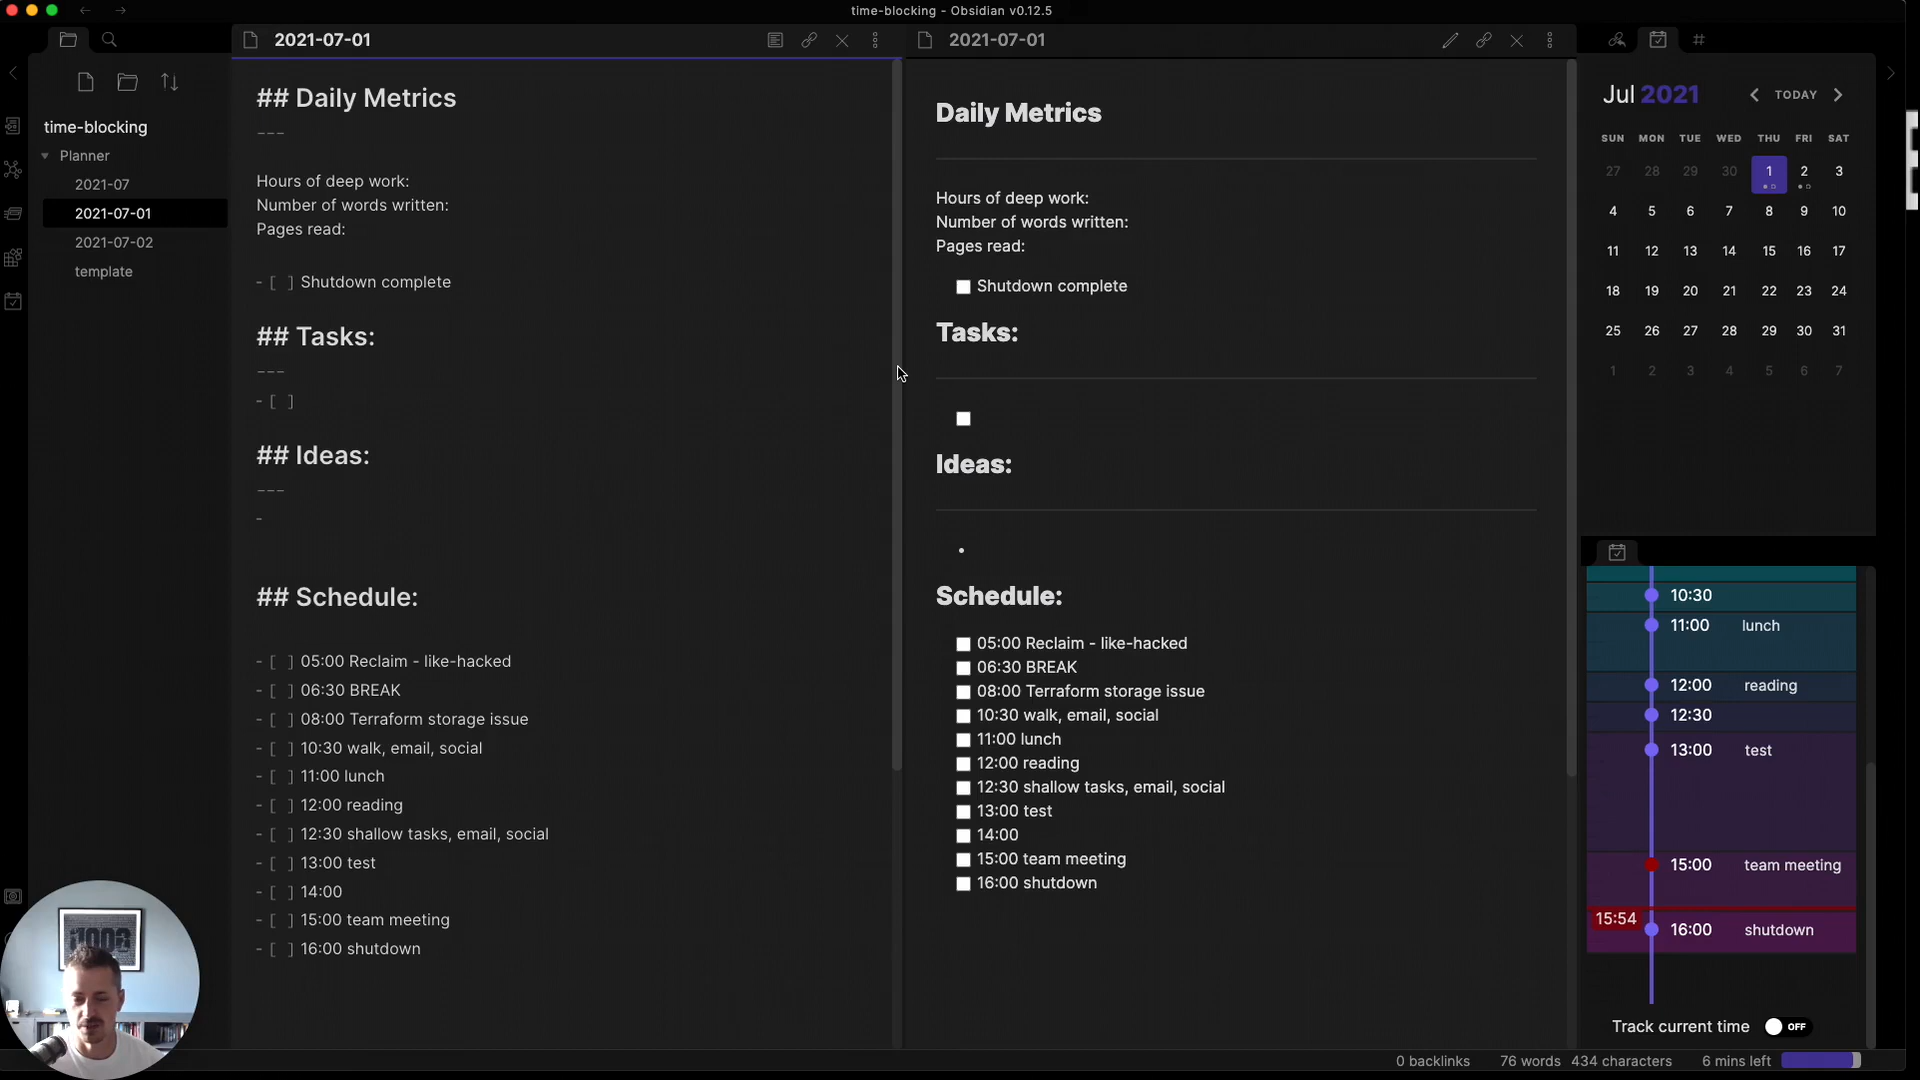 time-blocking - Obsidian v0.12.5
2021-07-01
2021-07-01
time-blocking
Planner
2021-07
2021-07-01
2021-07-02
template
## Daily Metrics
---
Hours of deep work:
Number of words written:
Pages read:
- [ ] Shutdown complete
## Tasks:
---
- [ ]
## Ideas:
---
-
## Schedule:
- [ ] 05:00 Reclaim - like-hacked
- [ ] 06:30 BREAK
- [ ] 08:00 Terraform storage issue
- [ ] 10:30 walk, email, social
- [ ] 11:00 lunch
- [ ] 12:00 reading
- [ ] 12:30 shallow tasks, email, social
- [ ] 13:00 test
- [ ] 14:00
- [ ] 15:00 team meeting
- [ ] 16:00 shutdown
Daily Metrics
Hours of deep work:
Number of words written:
Pages read:
Shutdown complete
Tasks:
Ideas:
•
Schedule:
05:00 Reclaim - like-hacked
06:30 BREAK
08:00 Terraform storage issue
10:30 walk, email, social
11:00 lunch
12:00 reading
12:30 shallow tasks, email, social
13:00 test
14:00
15:00 team meeting
16:00 shutdown
#
Jul 2021 TODAY
SUN MON TUE WED THU FRI SAT
27 28 29 30 1 2 3
4 5 6 7 8 9 10
11 12 13 14 15 16 17
18 19 20 21 22 23 24
25 26 27 28 29 30 31
1 2 3 4 5 6 7
10:30
11:00 lunch
12:00 reading
12:30
13:00 test
15:00 team meeting
15:54
16:00 shutdown
Track current time OFF
0 backlinks 76 words 434 characters 6 mins left
1002